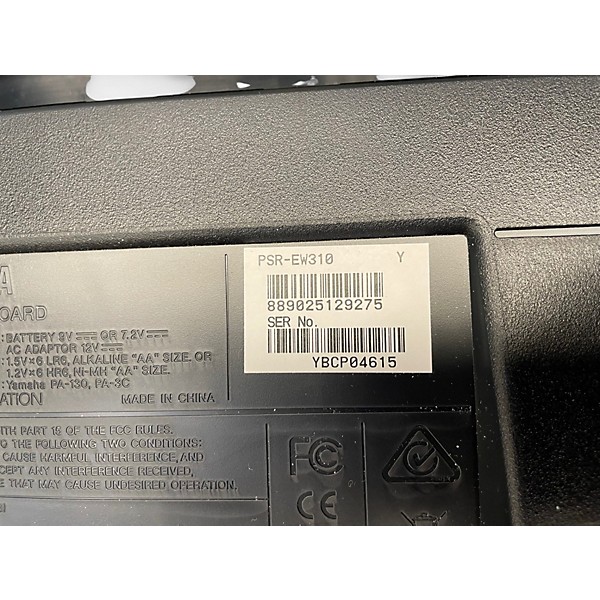 PSR-EW310 Y
889025129275
SER No.
YBCP04615
A
OARD
: BATTERY 9V OR 7.2V
AC ADAPTOR 12V
: 1.5V×6 LR6, ALKALINE "AA" SIZE. OR
1.2V×6 HR6, Ni-MH "AA" SIZE.
: Yamaha PA-130, PA-3C
ATION MADE IN CHINA
WITH PART 15 OF THE FCC RULES.
TO THE FOLLOWING TWO CONDITIONS:
CAUSE HARMFUL INTERFERENCE, AND
CEPT ANY INTERFERENCE RECEIVED,
E THAT MAY CAUSE UNDESIRED OPERATION.
FC
CE